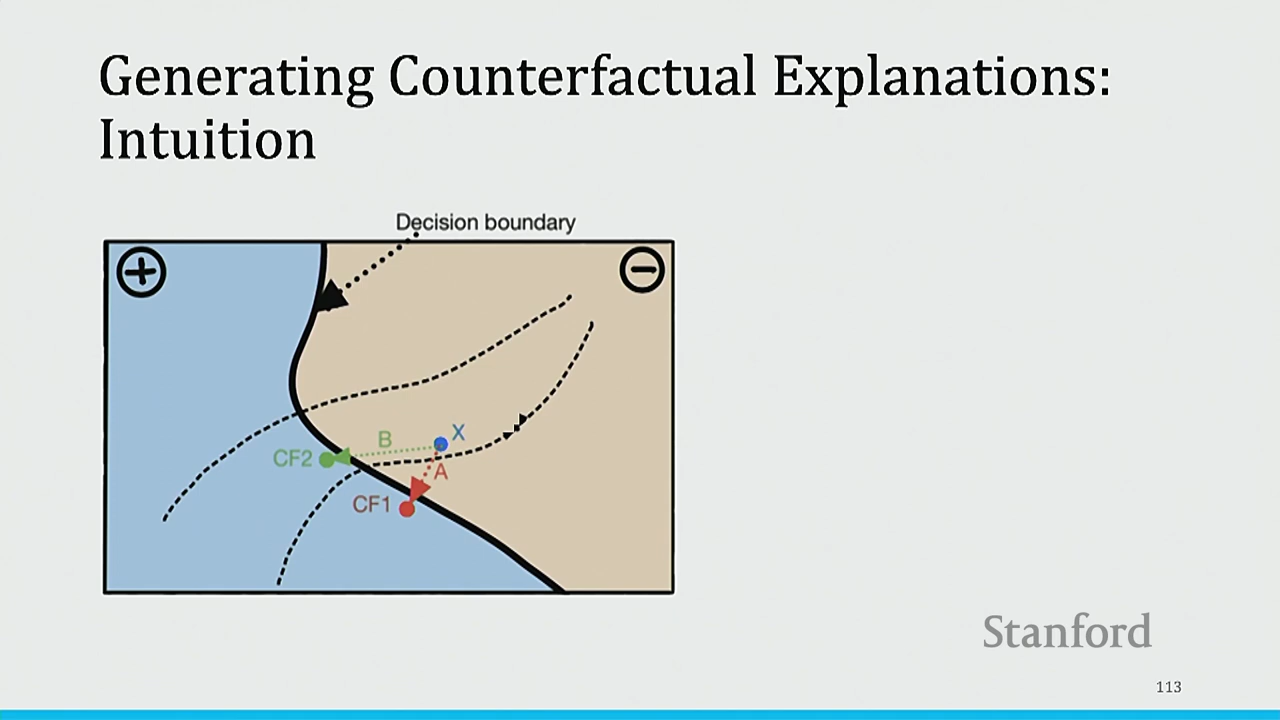 Generating Counterfactual Explanations:
Intuition
Decision boundary
+
−
B
X
CF2
A
CF1
Stanford
113